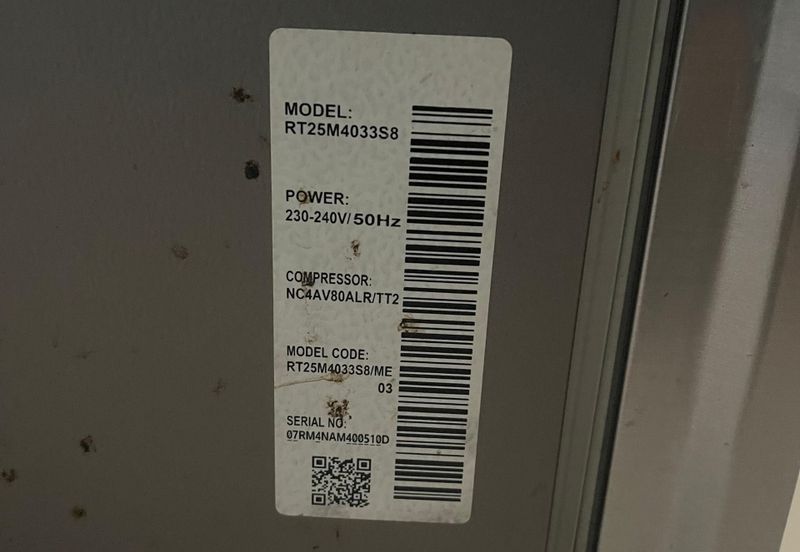 MODEL:
RT25M4033S8
POWER:
230-240V/50Hz
COMPRESSOR:
NC4AV80ALR/TT2
MODEL CODE:
RT25M4033S8/ME
03
SERIAL NO:
07RM4NAM400510D